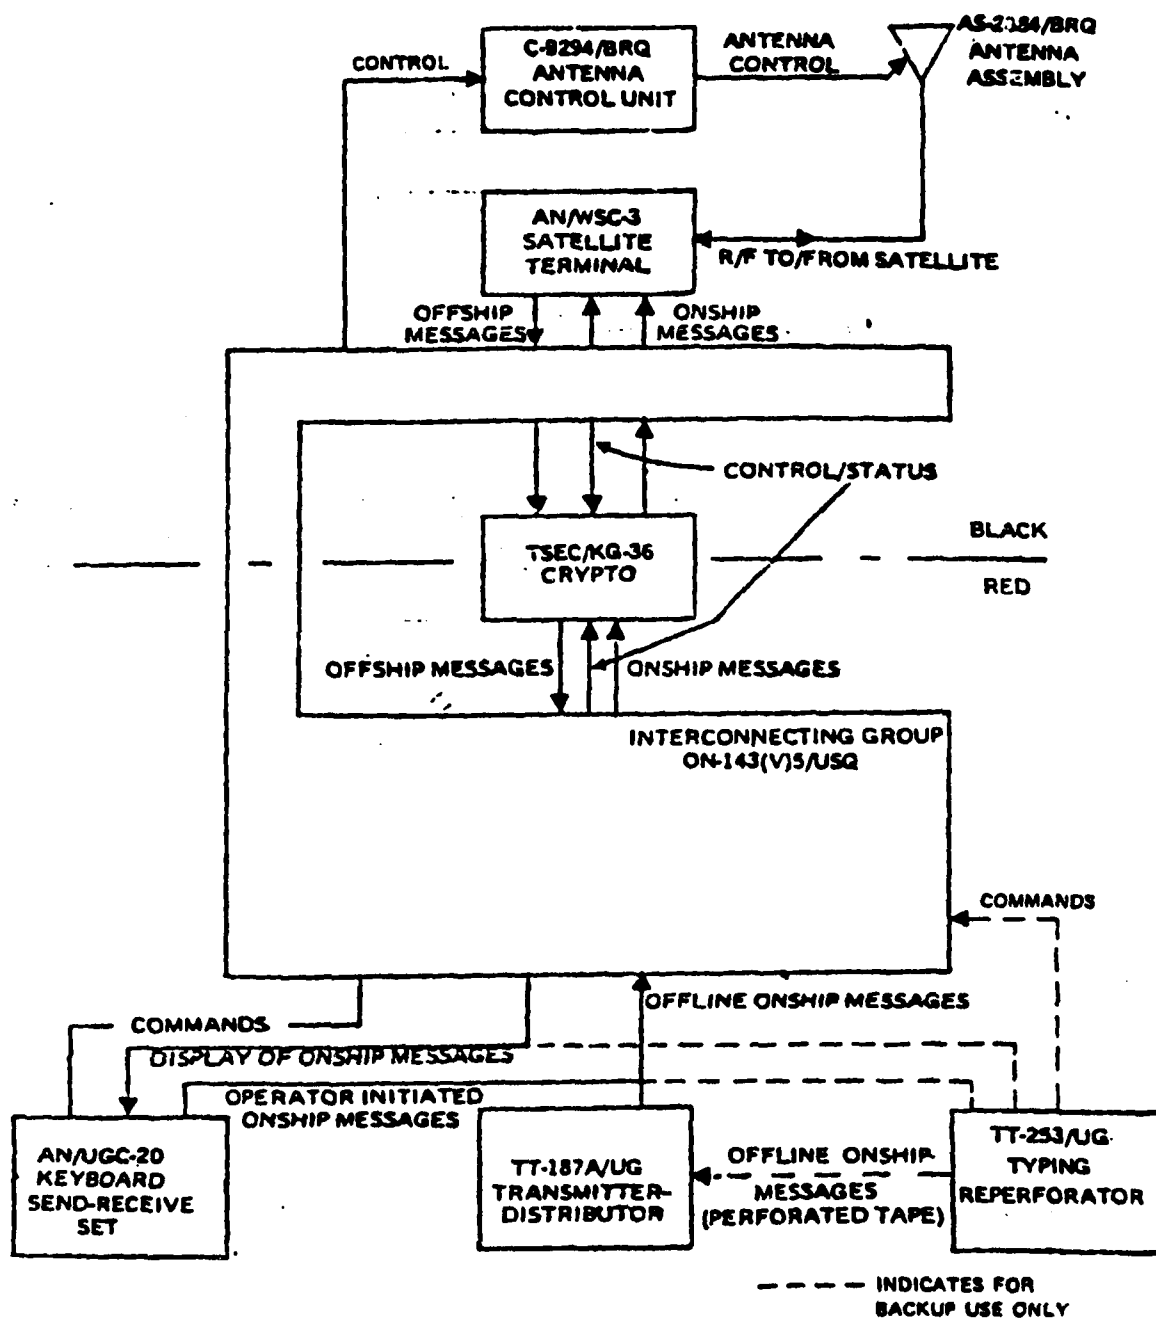 CONTROL
C-9294/BRQ
ANTENNA
CONTROL UNIT
ANTENNA
CONTROL
ANTENNA
ASSEMBLY
AN/WSC-3
SATELLITE
TERMINAL
R/F TO/FROM SATELLITE
OFFSHIP
MESSAGES
ONSHIP
MESSAGES
CONTROL/STATUS
TSEC/KG-36
CRYPTO
BLACK
RED
OFFSHIP MESSAGES
ONSHIP MESSAGES
INTERCONNECTING GROUP
ON-143(V)5/USQ
COMMANDS
OFFLINE ONSHIP MESSAGES
COMMANDS
DISPLAY OF ONSHIP MESSAGES
OPERATOR INITIATED
ONSHIP MESSAGES
AN/UGC-20
KEYBOARD
SEND-RECEIVE
SET
TT-187A/UG
TRANSMITTER-
DISTRIBUTOR
OFFLINE ONSHIP
MESSAGES
(PERFORATED TAPE)
TT-253/UG
TYPING
REPERFORATOR
INDICATES FOR
BACKUP USE ONLY